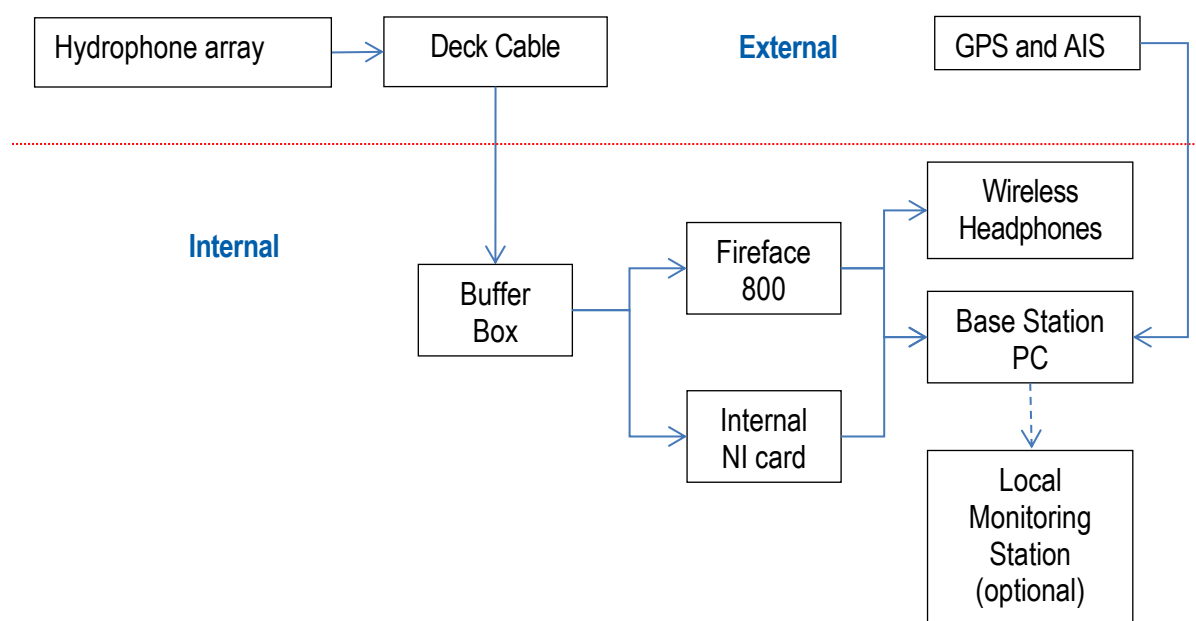 Hydrophone array
Deck Cable
External
GPS and AIS
Internal
Buffer
Box
Fireface
800
Internal
NI card
Wireless
Headphones
Base Station
PC
Local
Monitoring
Station
(optional)